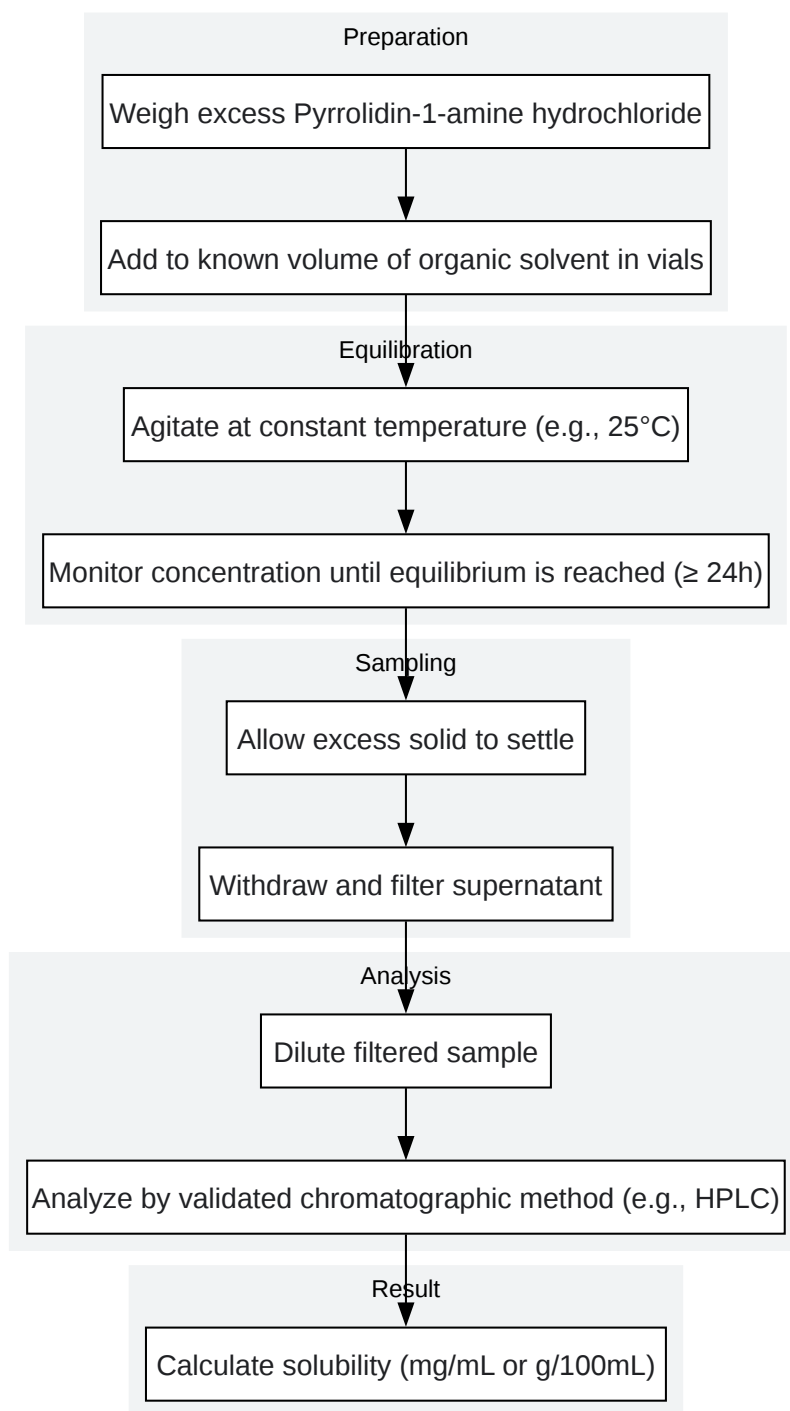 Preparation
Weigh excess Pyrrolidin-1-amine hydrochloride
Add to known volume of organic solvent in vials
Equilibration
Agitate at constant temperature (e.g., 25°C)
Monitor concentration until equilibrium is reached (≥ 24h)
Sampling
Allow excess solid to settle
Withdraw and filter supernatant
Analysis
Dilute filtered sample
Analyze by validated chromatographic method (e.g., HPLC)
Result
Calculate solubility (mg/mL or g/100mL)